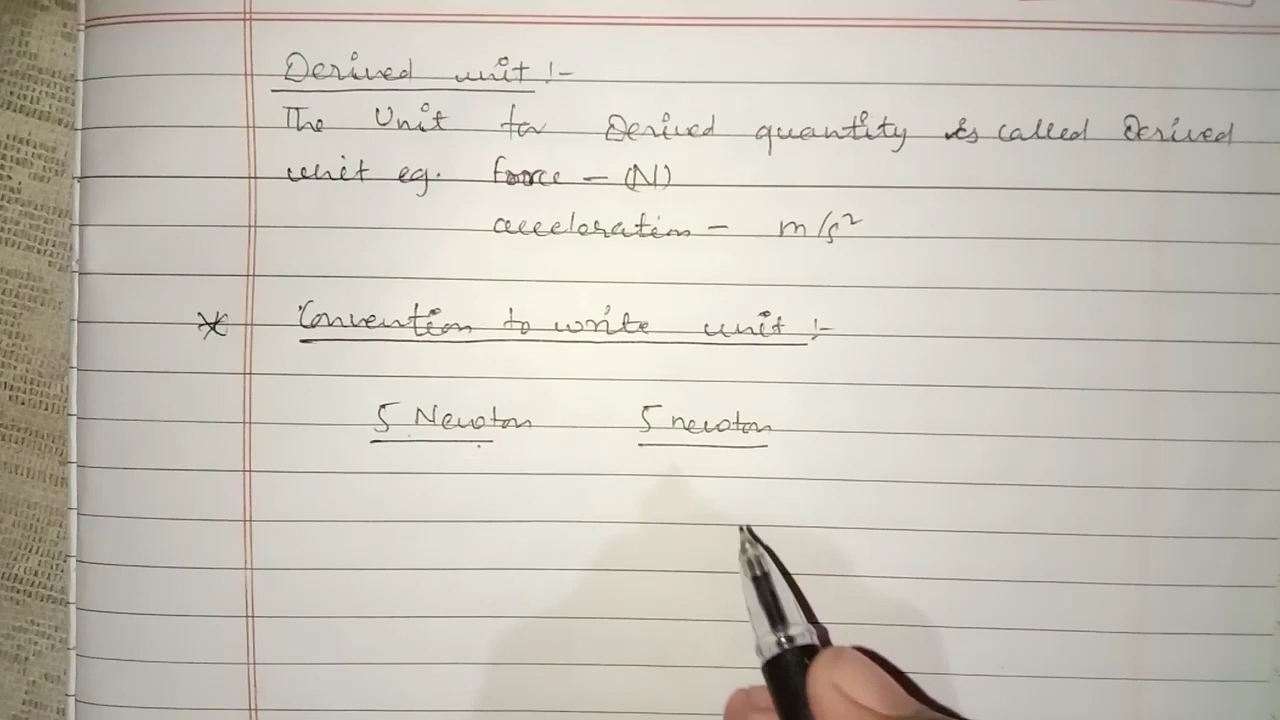 Derived unit :-
The Unit for Derived quantity is called Derived
unit eg. force - (N)
acceleration - m/s²
* Convention to write unit :-
5 Newton 5 newton